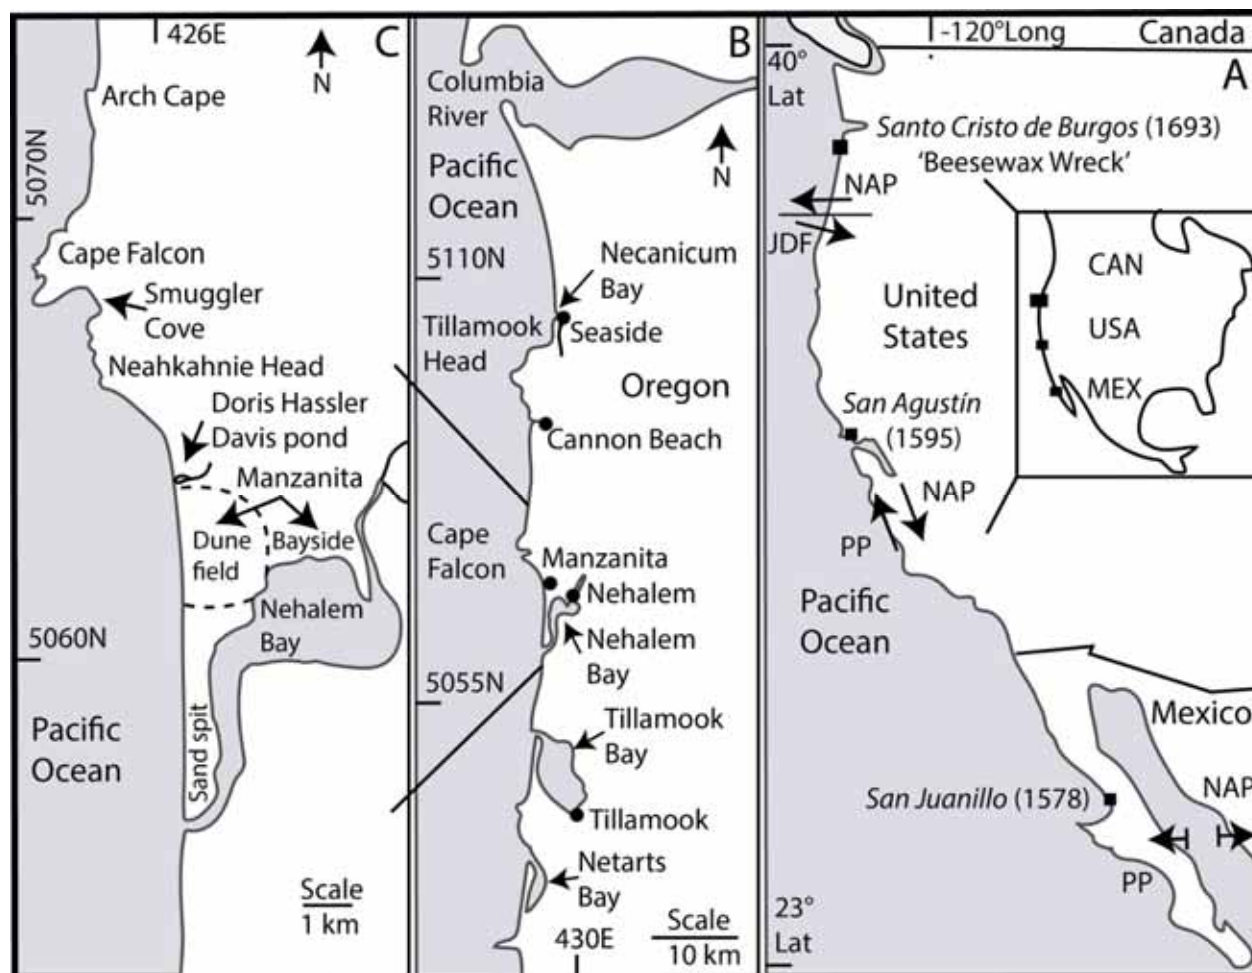 426E
C
N
Arch Cape
5070N
Cape Falcon
Smuggler
Cove
Neahkahnie Head
Doris Hassler
Davis pond
Manzanita
Dune
field
Bayside
Nehalem
Bay
5060N
Pacific
Ocean
Sand spit
Scale
1 km
B
Columbia
River
N
Pacific
Ocean
Necanicum
Bay
5110N
Tillamook
Head
Seaside
Oregon
Cannon Beach
Cape
Falcon
Manzanita
Nehalem
Nehalem
Bay
5055N
Tillamook
Bay
Tillamook
Netarts
Bay
430E
Scale
10 km
-120°Long
Canada
40°
Lat
A
Santo Cristo de Burgos (1693)
'Beesewax Wreck'
NAP
JDF
CAN
USA
MEX
United
States
San Agustín
(1595)
NAP
PP
Pacific
Ocean
Mexico
San Juanillo (1578)
NAP
PP
23°
Lat